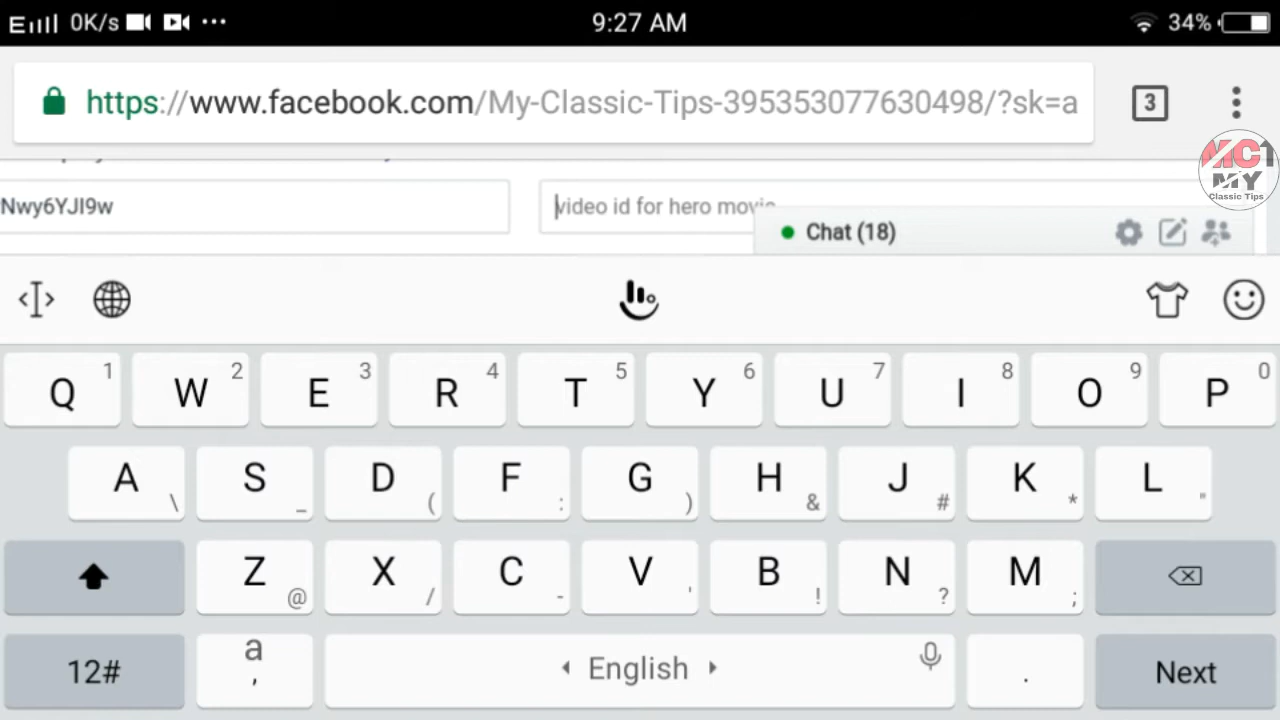 0K/s
9:27 AM
34%
https://www.facebook.com/My-Classic-Tips-395353077630498/?sk=a
3
MC1
MY
Classic Tips
Nwy6YJI9w
video id for hero movie
Chat (18)
Q 1 W 2 E 3 R 4 T 5 Y 6 U 7 I 8 O 9 P 0
A \ S _ D ( F : G ) H & J # K * L "
Z @ X / C - V ' B ! N ? M ;
12# a , English . Next